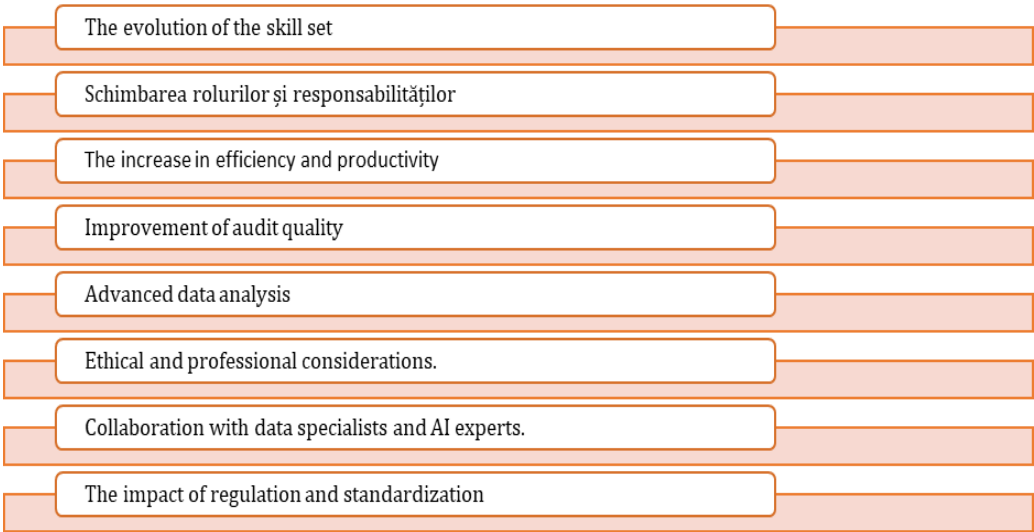 The evolution of the skill set
Schimbarea rolurilor și responsabilităților
The increase in efficiency and productivity
Improvement of audit quality
Advanced data analysis
Ethical and professional considerations.
Collaboration with data specialists and AI experts.
The impact of regulation and standardization